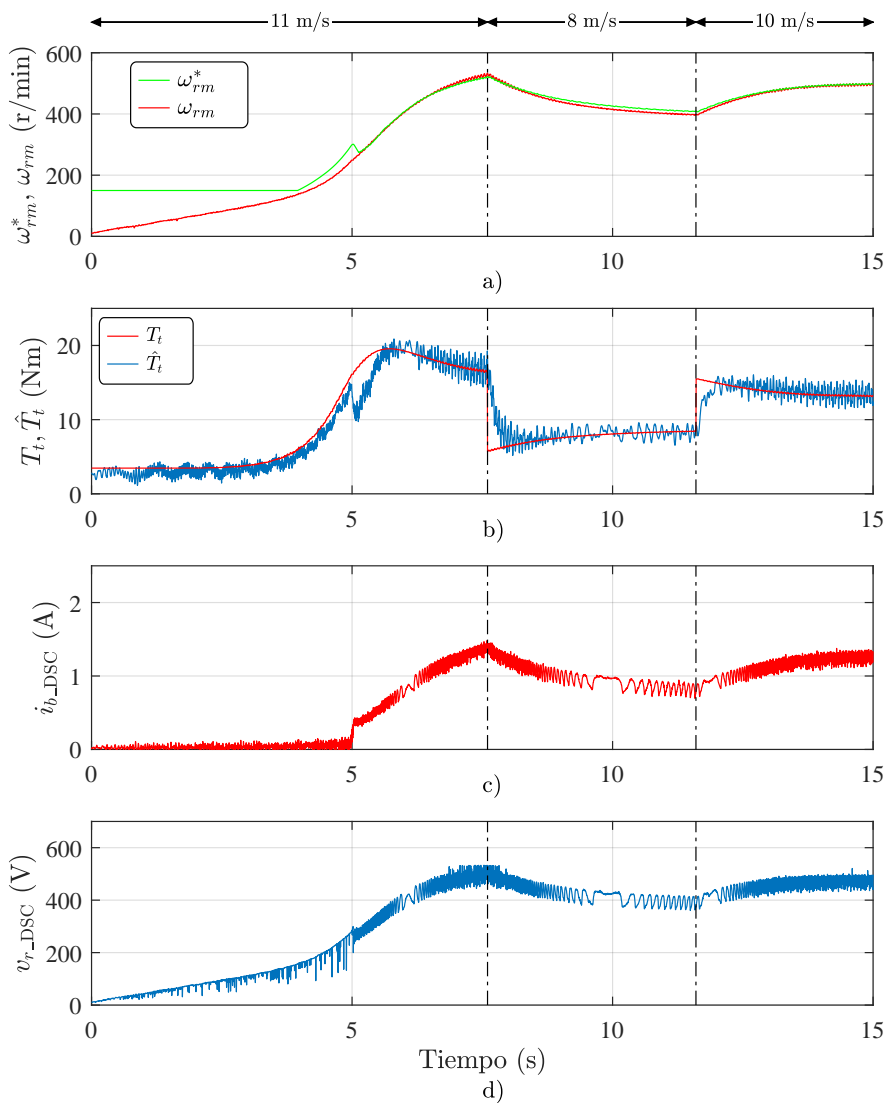 11 m/s 8 m/s 10 m/s
600
400
200
0
ω*rm, ωrm (r/min)
ω*rm
ωrm
0 5 10 15
a)
20
10
0
Tt, T̂t (Nm)
Tt
T̂t
0 5 10 15
b)
2
1
0
ib_DSC (A)
0 5 10 15
c)
600
400
200
0
vr_DSC (V)
0 5 10 15
Tiempo (s)
d)